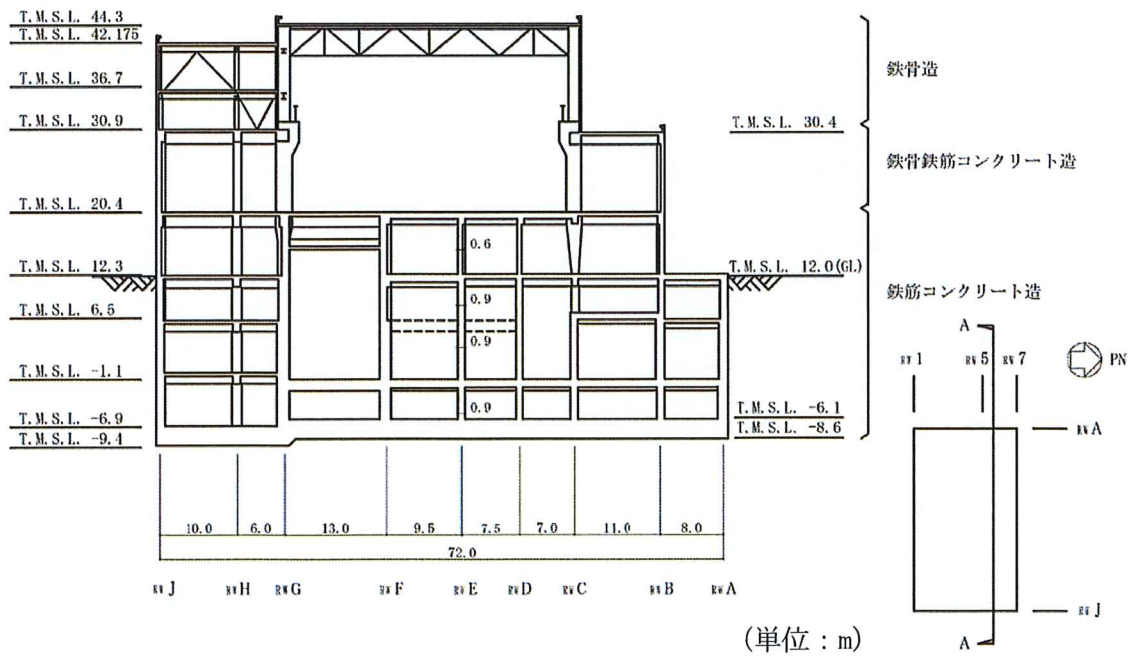 T.M.S.L. 44.3
T.M.S.L. 42.175
T.M.S.L. 36.7
T.M.S.L. 30.9
T.M.S.L. 20.4
T.M.S.L. 12.3
T.M.S.L. 6.5
T.M.S.L. -1.1
T.M.S.L. -6.9
T.M.S.L. -9.4
T.M.S.L. 30.4
T.M.S.L. 12.0(GL)
T.M.S.L. -6.1
T.M.S.L. -8.6
鉄骨造
鉄骨鉄筋コンクリート造
鉄筋コンクリート造
0.6
0.9
0.9
0.9
10.0 6.0 13.0 9.5 7.5 7.0 11.0 8.0
72.0
RW J RW H RW G RW F RW E RW D RW C RW B RW A
A
RW 1 RW 5 RW 7 PN
RW A
RW J
A
(単位：m)